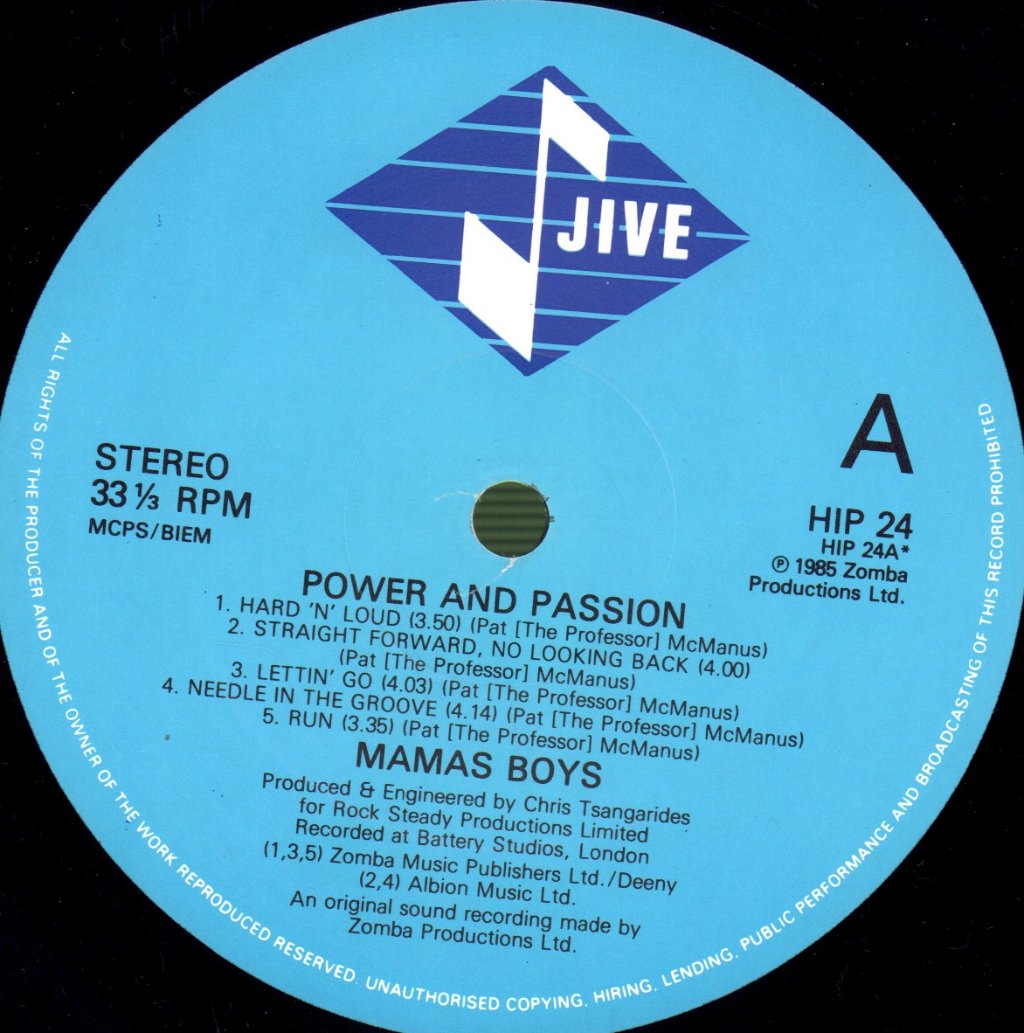 JIVE
A
STEREO
33 ⅓ RPM
MCPS/BIEM
HIP 24
HIP 24A*
℗ 1985 Zomba
Productions Ltd.
POWER AND PASSION
1. HARD 'N' LOUD (3.50) (Pat [The Professor] McManus)
2. STRAIGHT FORWARD, NO LOOKING BACK (4.00)
(Pat [The Professor] McManus)
3. LETTIN' GO (4.03) (Pat [The Professor] McManus)
4. NEEDLE IN THE GROOVE (4.14) (Pat [The Professor] McManus)
5. RUN (3.35) (Pat [The Professor] McManus)
MAMAS BOYS
Produced & Engineered by Chris Tsangarides
for Rock Steady Productions Limited
Recorded at Battery Studios, London
(1,3,5) Zomba Music Publishers Ltd./Deeny
(2,4) Albion Music Ltd.
An original sound recording made by
Zomba Productions Ltd.
ALL RIGHTS OF THE PRODUCER AND OF THE OWNER OF THE WORK REPRODUCED RESERVED. UNAUTHORISED COPYING. HIRING. LENDING. PUBLIC PERFORMANCE AND BROADCASTING OF THIS RECORD PROHIBITED